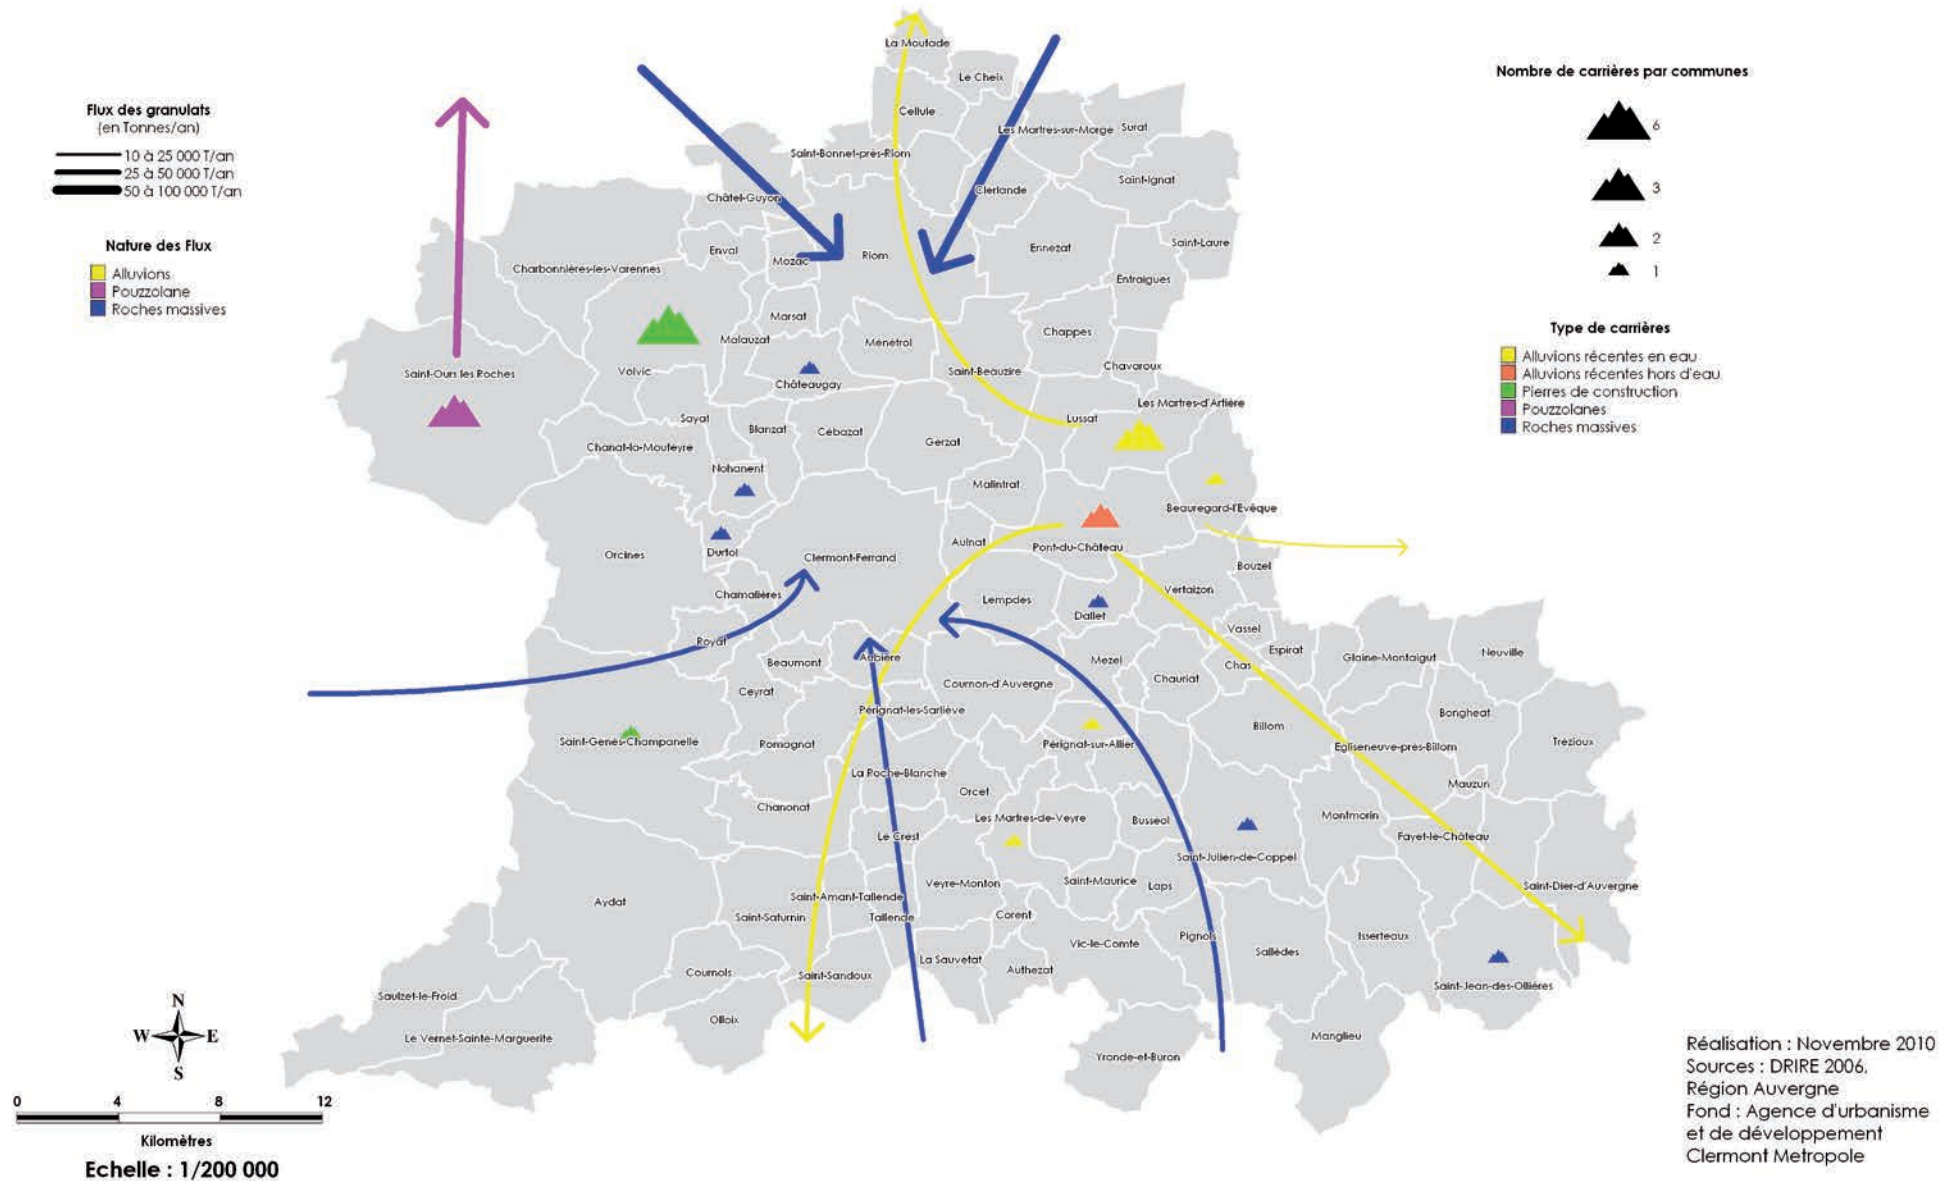 Flux des granulats
(en Tonnes/an)
10 à 25 000 T/an
25 à 50 000 T/an
50 à 100 000 T/an
Nature des Flux
Alluvions
Pouzzolane
Roches massives
Nombre de carrières par communes
6
3
2
1
Type de carrières
Alluvions récentes en eau
Alluvions récentes hors d'eau
Pierres de construction
Pouzzolanes
Roches massives
La Moutade
Le Cheix
Cellule
Les Martres-sur-Morge
Surat
Saint-Bonnet-près-Riom
Saint-Ignat
Clerlande
Châtel-Guyon
Saint-Laure
Ennezat
Enval
Mozac
Riom
Charbonnières-les-Varennes
Entraigues
Marsat
Chappes
Malauzat
Ménétrol
Volvic
Saint-Ours les Roches
Châteaugay
Saint-Beauzire
Chavaroux
Les Martres-d'Artière
Sayat
Lussat
Blanzat
Cébazat
Gerzat
Chanat-la-Mouteyre
Nohanent
Malintrat
Beauregard-l'Evêque
Aulnat
Pont-du-Château
Orcines
Durtol
Clermont-Ferrand
Bouzel
Chamalières
Vertaizon
Lempdes
Dallet
Vassel
Royat
Espirat
Neuville
Beaumont
Aubière
Mezel
Chas
Glaine-Montaigut
Chauriat
Cournon-d'Auvergne
Ceyrat
Pérignat-les-Sarliève
Bongheat
Billom
Saint-Genès-Champanelle
Romagnat
Pérignat-sur-Allier
Egliseneuve-près-Billom
Trézioux
La Roche-Blanche
Mauzun
Orcet
Chanonat
Les Martres-de-Veyre
Busséol
Montmorin
Le Crest
Fayet-le-Château
Saint-Julien-de-Coppel
Veyre-Monton
Saint-Maurice
Laps
Saint-Dier-d'Auvergne
Aydat
Saint-Amant-Tallende
Saint-Saturnin
Tallende
Corent
Vic-le-Comte
Pignols
Isserteaux
Sallèdes
La Sauvetat
Authezat
Cournols
Saint-Sandoux
Saint-Jean-des-Ollières
Saulzet-le-Froid
Olloix
Le Vernet-Sainte-Marguerite
Manglieu
Yronde-et-Buron
N
W E
S
0 4 8 12
Kilomètres
Echelle : 1/200 000
Réalisation : Novembre 2010
Sources : DRIRE 2006,
Région Auvergne
Fond : Agence d'urbanisme
et de développement
Clermont Metropole